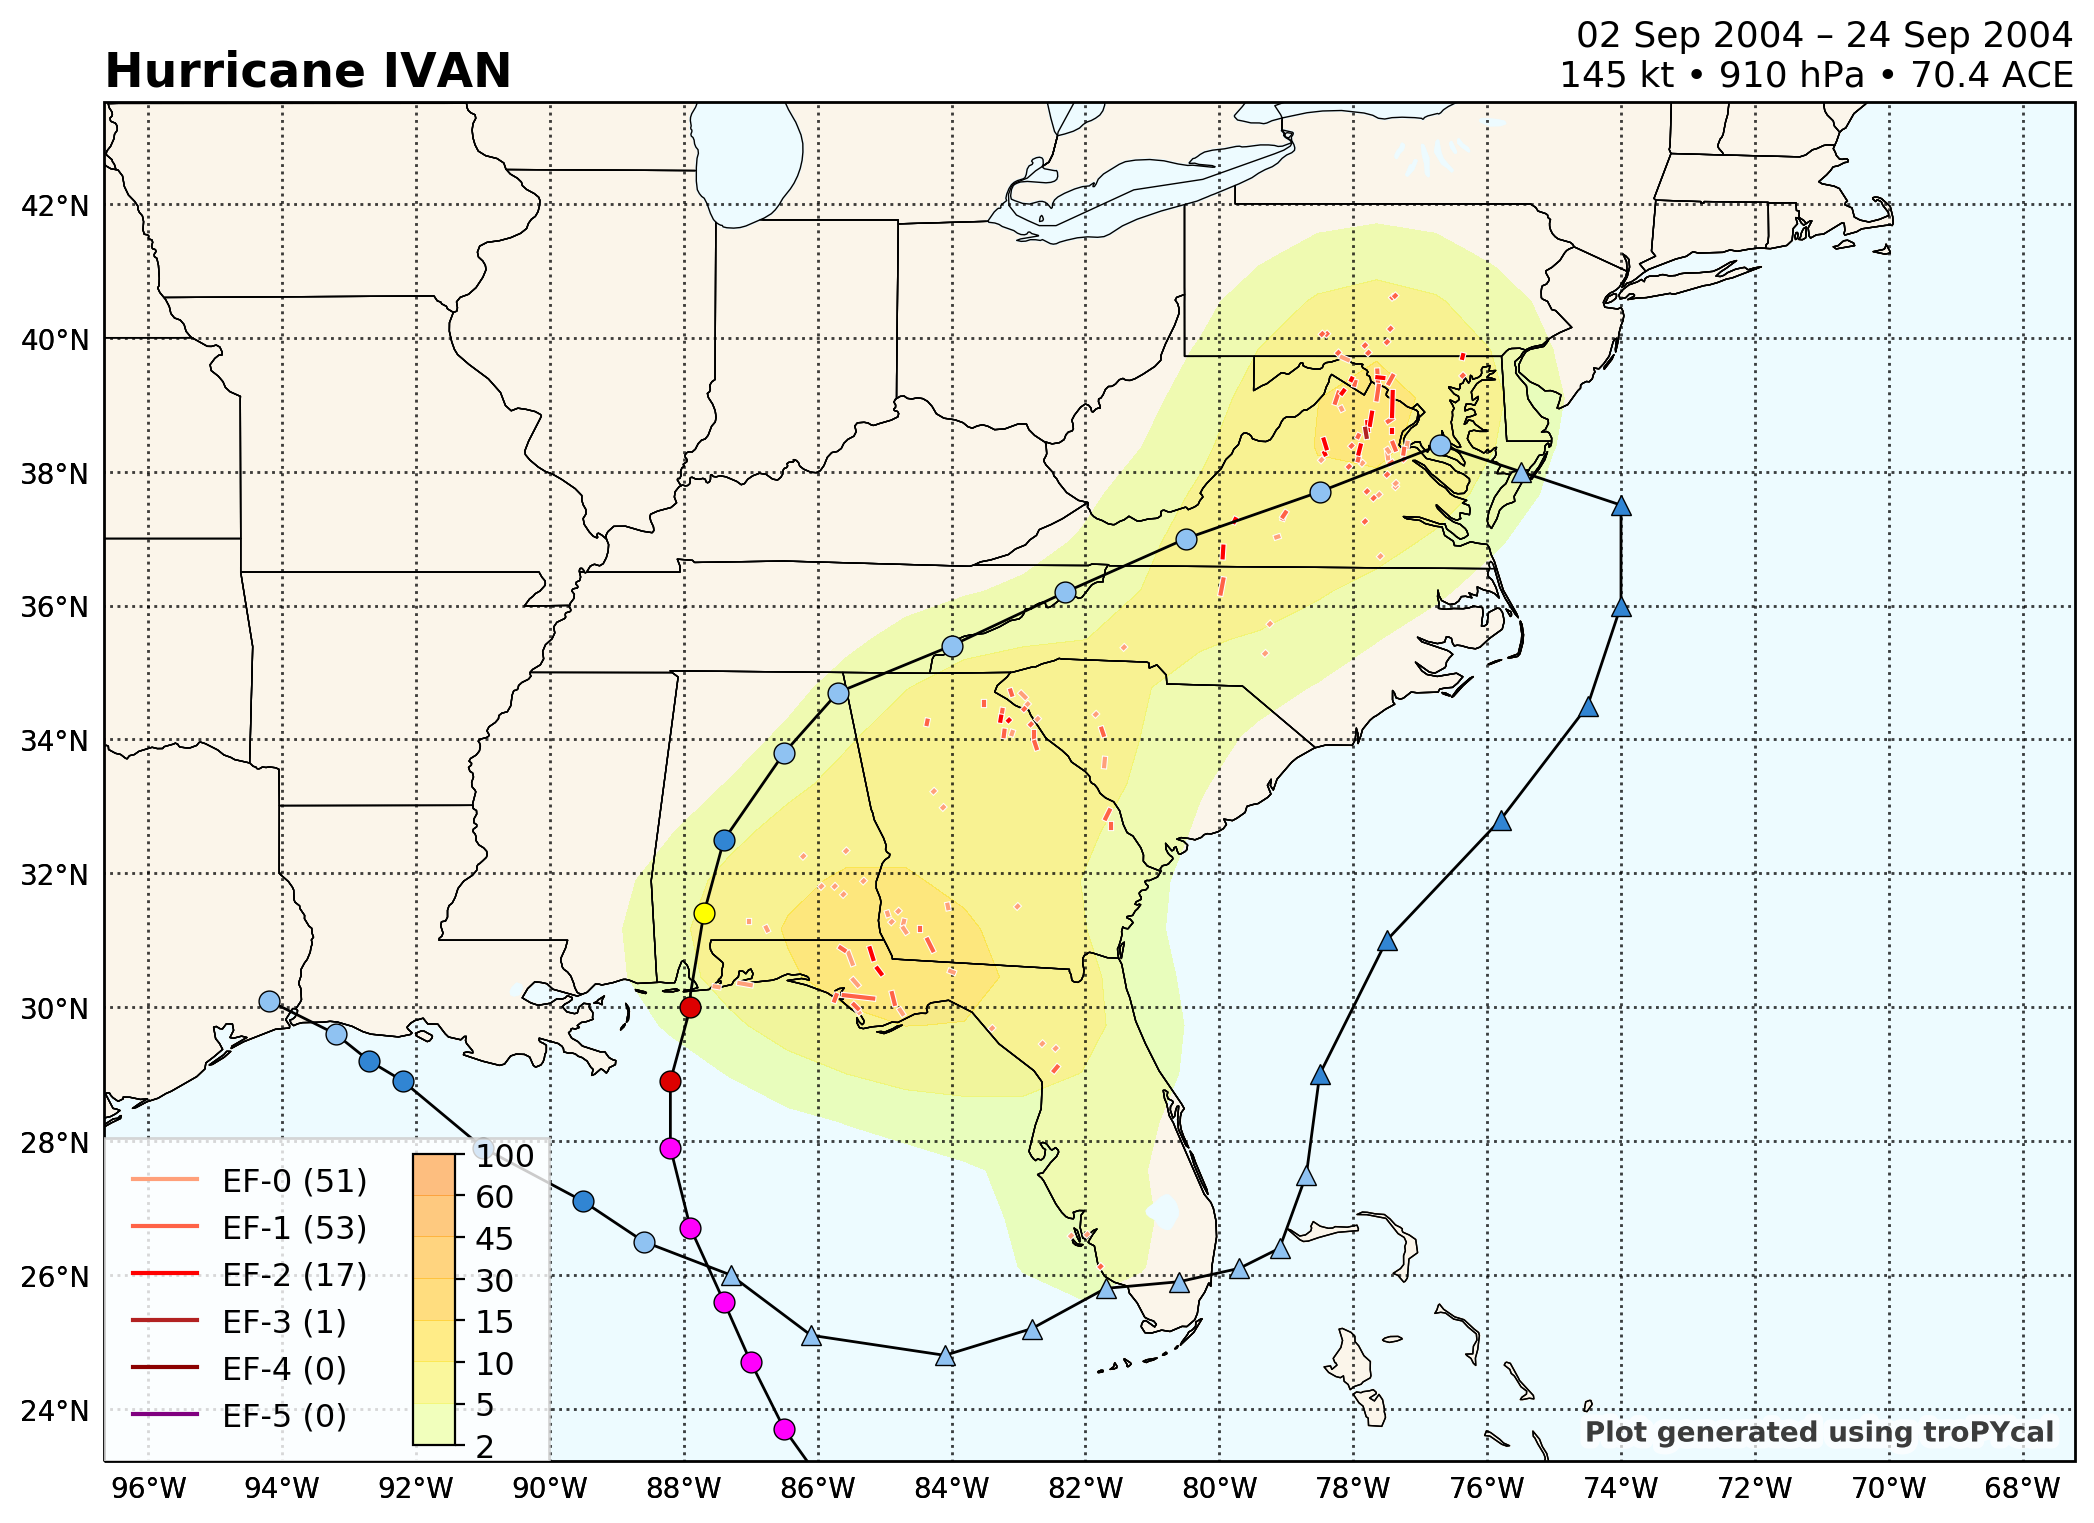 02 Sep 2004 – 24 Sep 2004
Hurricane IVAN
145 kt • 910 hPa • 70.4 ACE
42°N
40°N
38°N
36°N
34°N
32°N
30°N
28°N
26°N
24°N
EF-0 (51)
EF-1 (53)
EF-2 (17)
EF-3 (1)
EF-4 (0)
EF-5 (0)
100
60
45
30
15
10
5
2
Plot generated using troPYcal
96°W 94°W 92°W 90°W 88°W 86°W 84°W 82°W 80°W 78°W 76°W 74°W 72°W 70°W 68°W